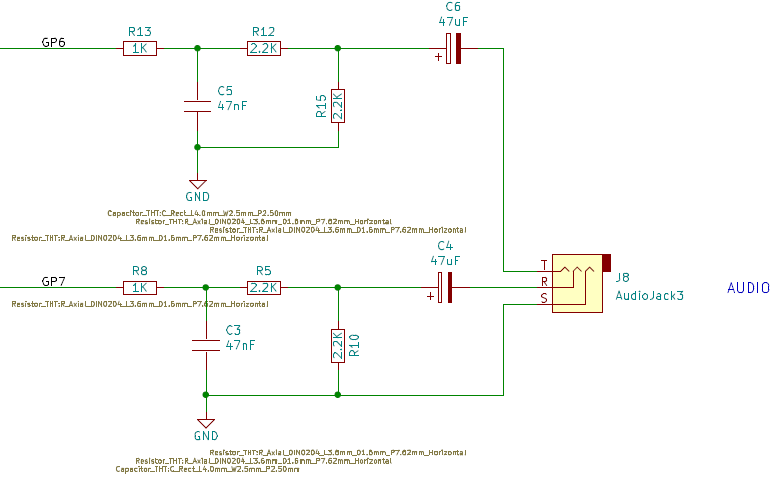 C6
47uF
R13
R12
GP6
1K
2.2K
+
C5
47nF
R15
2.2K
GND
Capacitor_THT:C_Rect_L4.0mm_W2.5mm_P2.50mm
Resistor_THT:R_Axial_DIN0204_L3.6mm_D1.6mm_P7.62mm_Horizontal
Resistor_THT:R_Axial_DIN0204_L3.6mm_D1.6mm_P7.62mm_Horizontal
Resistor_THT:R_Axial_DIN0204_L3.6mm_D1.6mm_P7.62mm_Horizontal
C4
47uF
R8
R5
GP7
1K
2.2K
+
T
R
S
J8
AudioJack3
AUDIO
Resistor_THT:R_Axial_DIN0204_L3.6mm_D1.6mm_P7.62mm_Horizontal
C3
47nF
2.2K
R10
GND
Resistor_THT:R_Axial_DIN0204_L3.6mm_D1.6mm_P7.62mm_Horizontal
Resistor_THT:R_Axial_DIN0204_L3.6mm_D1.6mm_P7.62mm_Horizontal
Capacitor_THT:C_Rect_L4.0mm_W2.5mm_P2.50mm